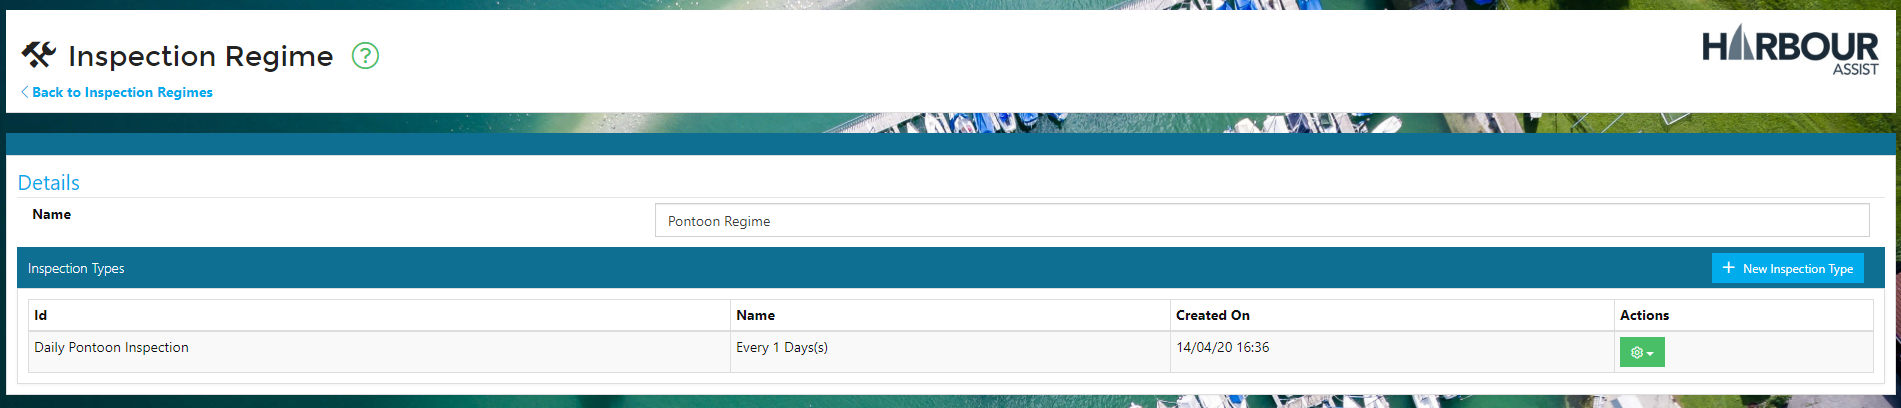 Inspection Regime ?
HARBOUR
ASSIST
Back to Inspection Regimes
Details
Name
Pontoon Regime
Inspection Types
+ New Inspection Type
Id Name Created On Actions
Daily Pontoon Inspection Every 1 Days(s) 14/04/20 16:36